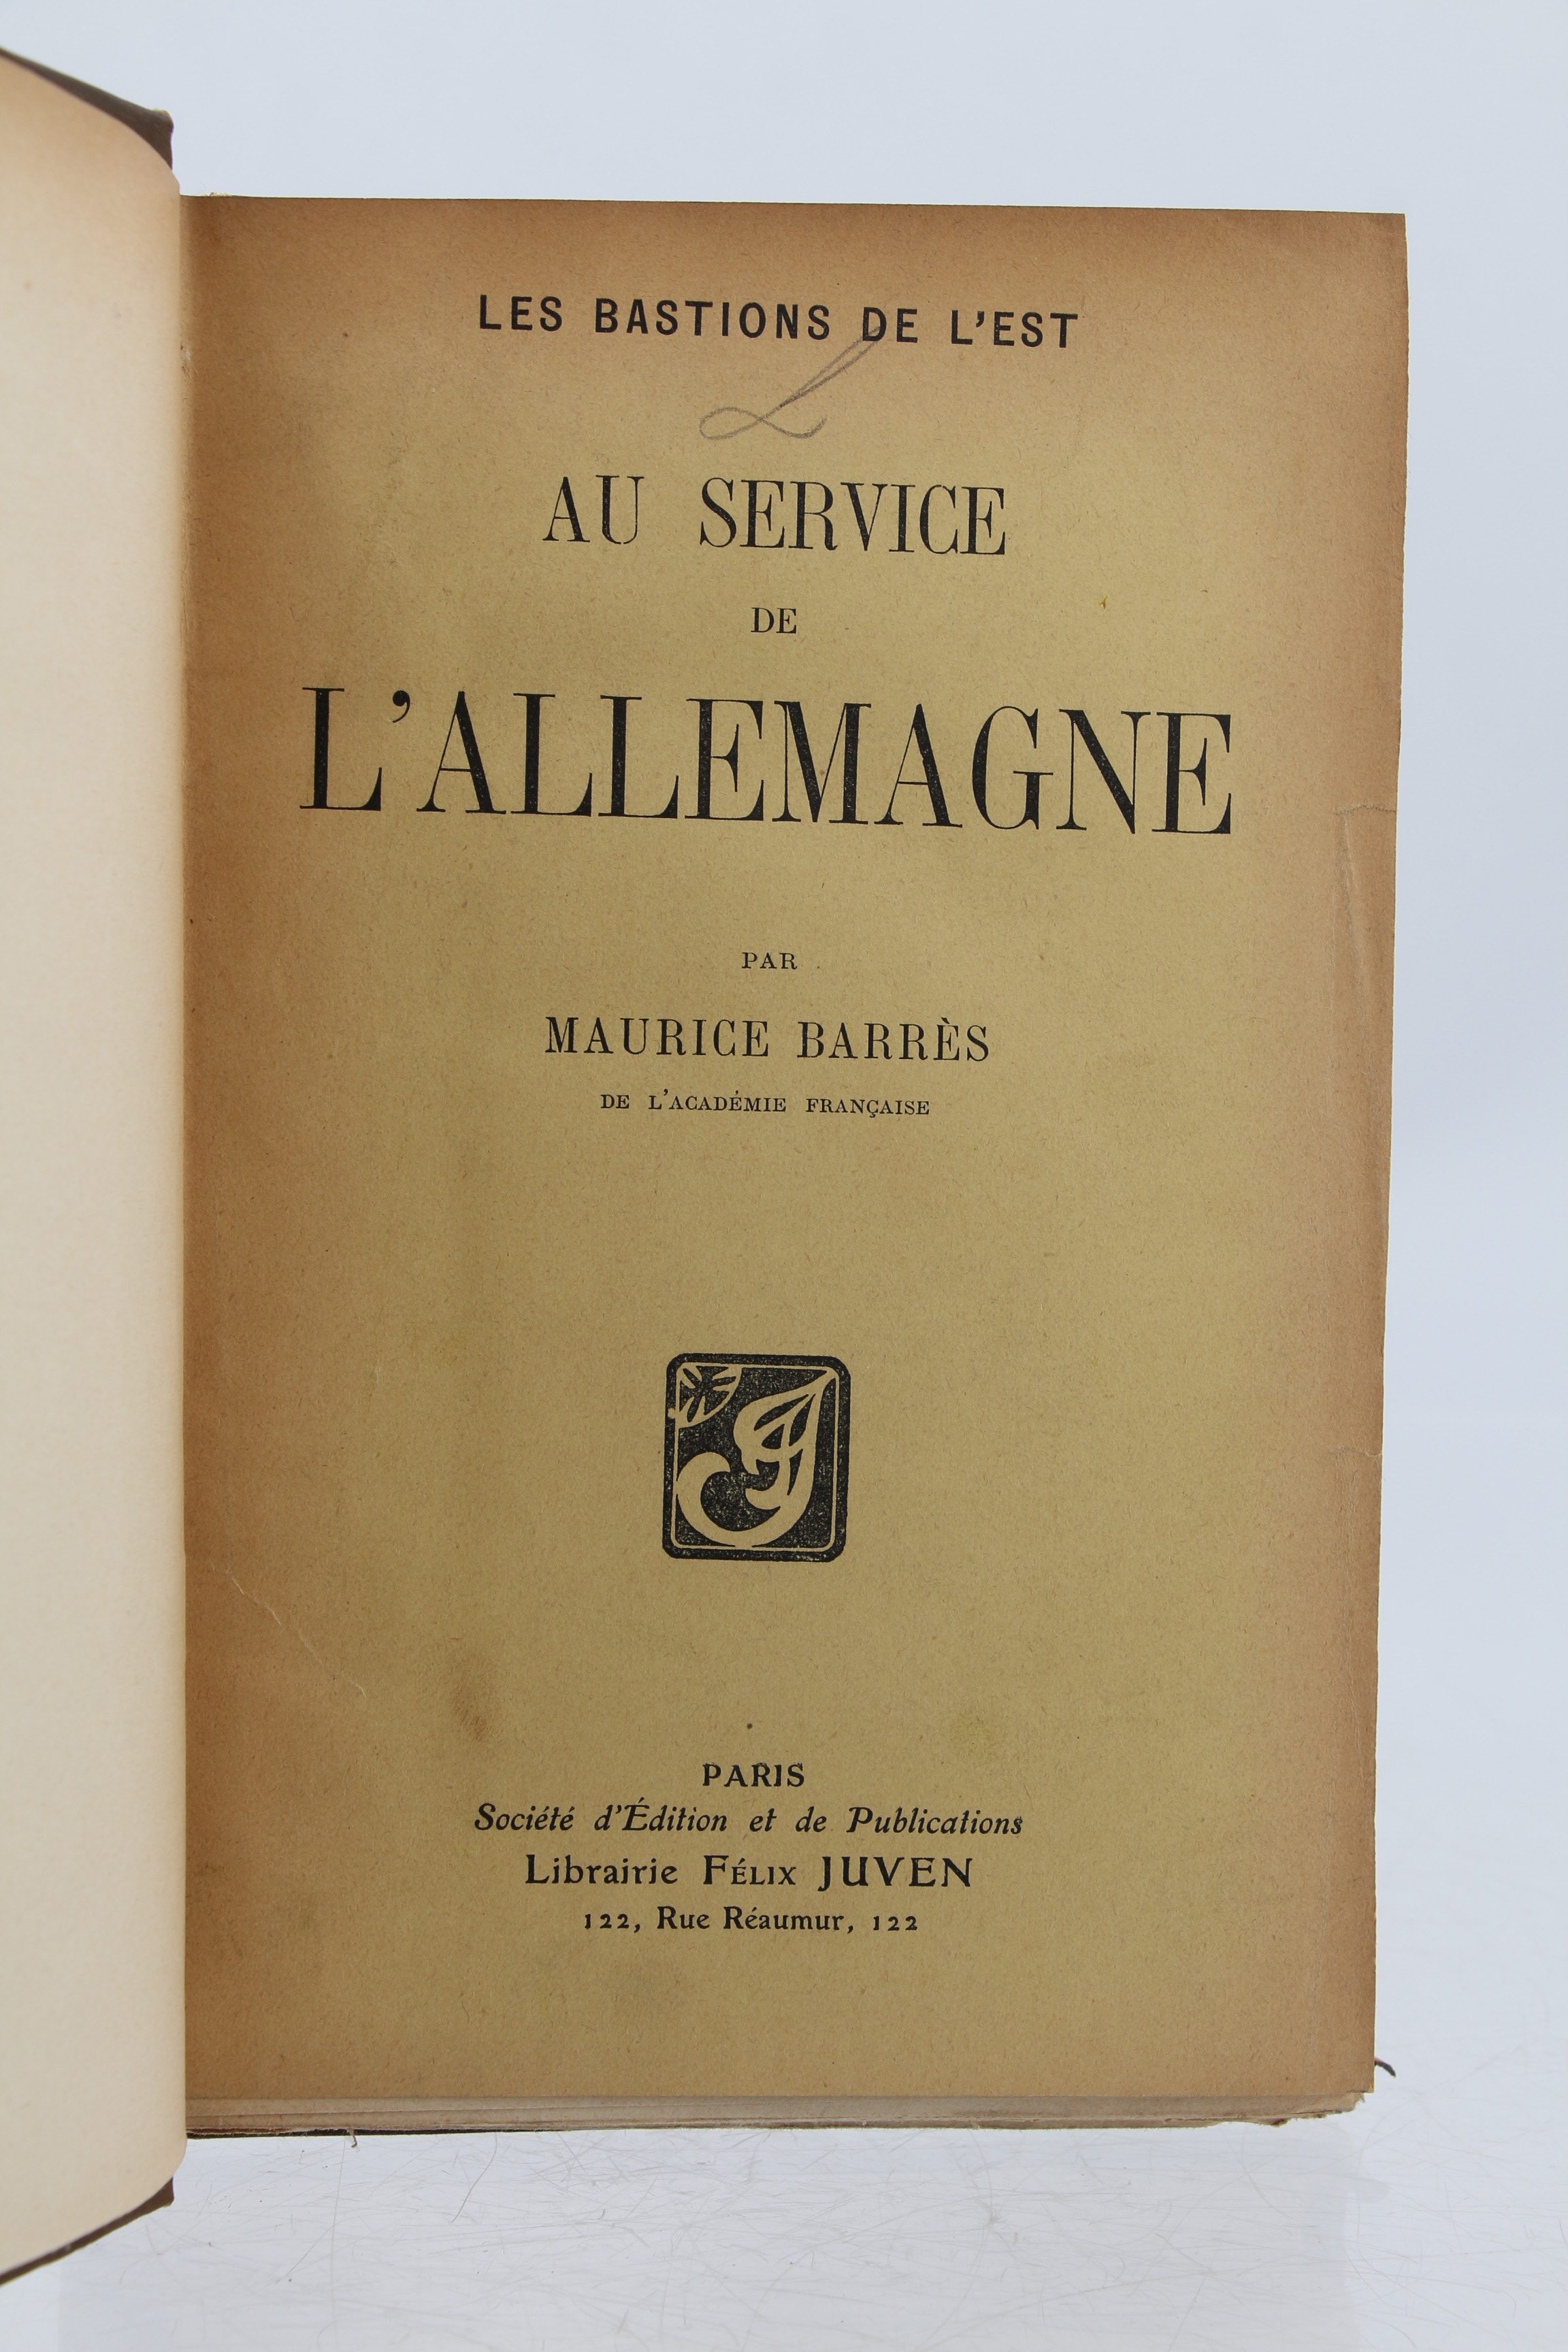 LES BASTIONS DE L'EST
AU SERVICE
DE
L'ALLEMAGNE
PAR
MAURICE BARRÈS
DE L'ACADÉMIE FRANÇAISE
PARIS
Société d'Édition et de Publications
Librairie FÉLIX JUVEN
122, Rue Réaumur, 122